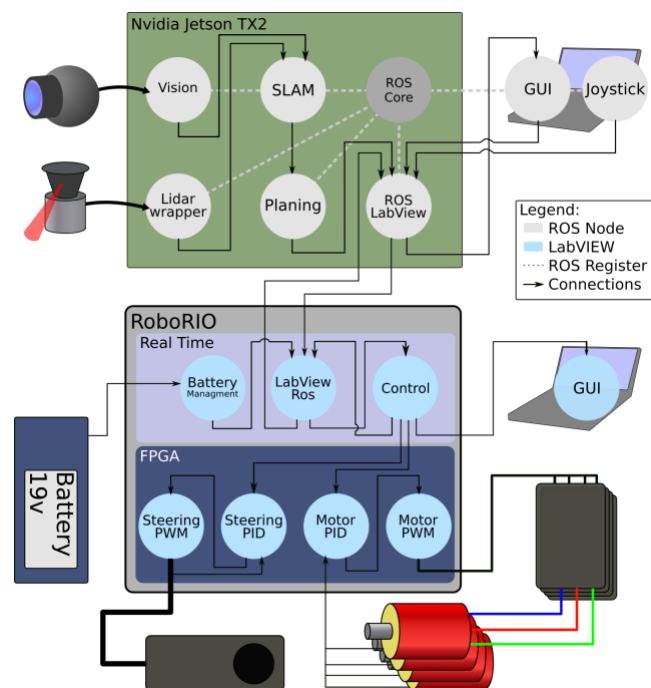 Nvidia Jetson TX2
Vision
SLAM
ROS
Core
GUI
Joystick
Lidar
wrapper
Planing
ROS
LabView
Legend:
ROS Node
LabVIEW
ROS Register
Connections
RoboRIO
Real Time
Battery
Managment
LabView
Ros
Control
GUI
FPGA
Steering
PWM
Steering
PID
Motor
PID
Motor
PWM
Battery
19v